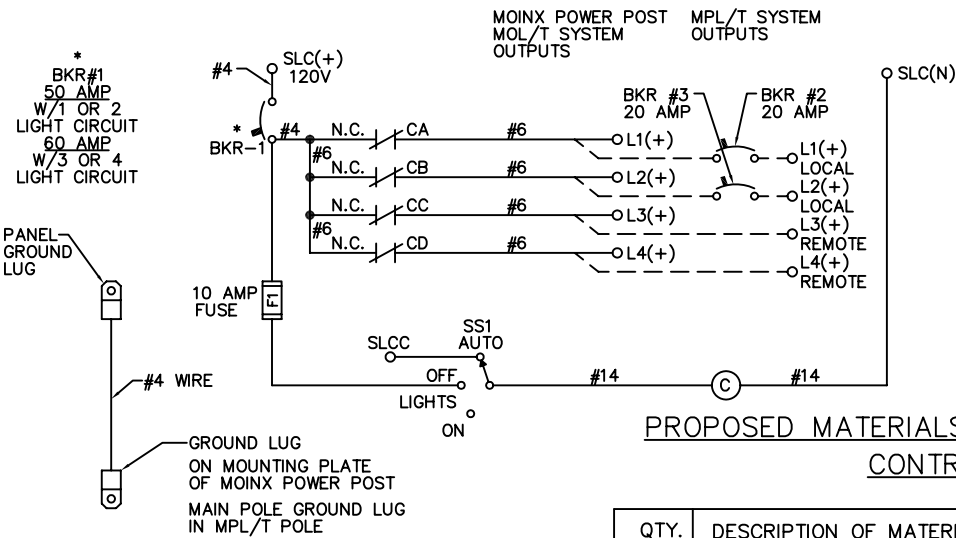 MOINX POWER POST
MOL/T SYSTEM
OUTPUTS
MPL/T SYSTEM
OUTPUTS
*
BKR#1
50 AMP
W/1 OR 2
LIGHT CIRCUIT
60 AMP
W/3 OR 4
LIGHT CIRCUIT
#4
SLC(+)
120V
SLC(N)
BKR #3
20 AMP
BKR #2
20 AMP
*
BKR-1
#4
N.C.
CA
#6
L1(+)
L1(+)
LOCAL
#6
N.C.
CB
#6
L2(+)
L2(+)
LOCAL
N.C.
CC
#6
L3(+)
L3(+)
REMOTE
#6
N.C.
CD
#6
L4(+)
L4(+)
REMOTE
PANEL
GROUND
LUG
10 AMP
FUSE
F1
SS1
AUTO
SLCC
OFF
LIGHTS
ON
#14
C
#14
#4 WIRE
GROUND LUG
ON MOUNTING PLATE
OF MOINX POWER POST
MAIN POLE GROUND LUG
IN MPL/T POLE
PROPOSED MATERIALS
CONTR
QTY.
DESCRIPTION OF MATERI